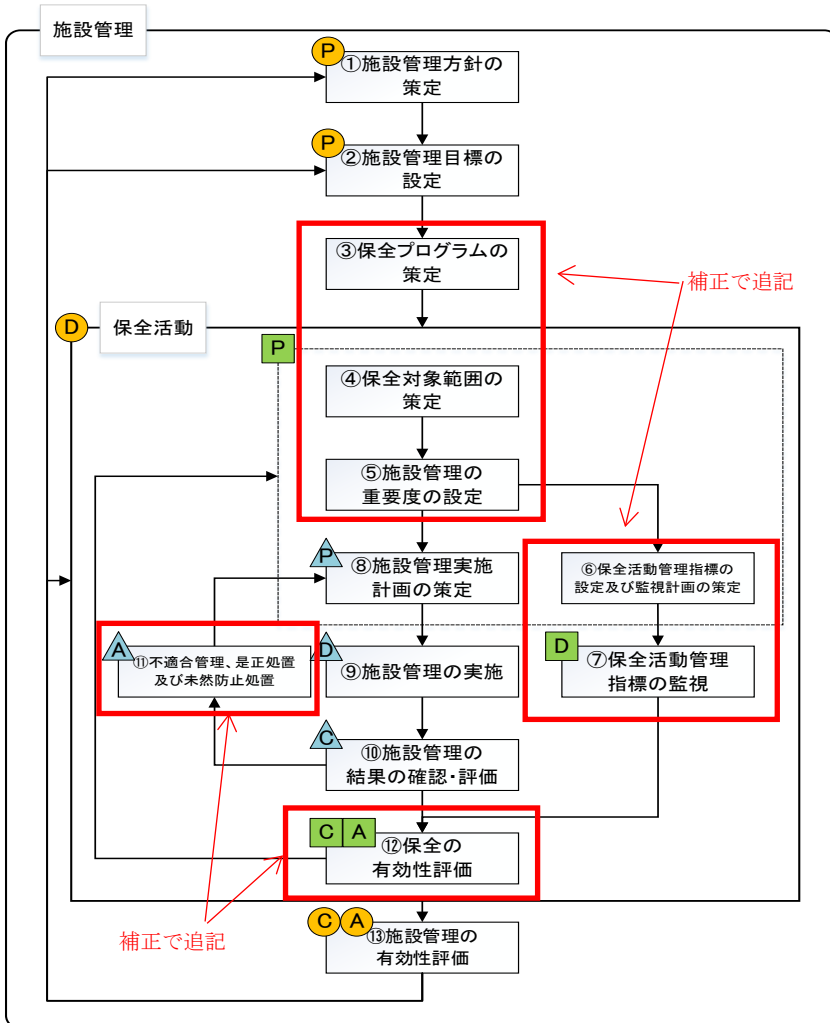 施設管理
P
①施設管理方針の
策定
P
②施設管理目標の
設定
③保全プログラムの
策定
補正で追記
D
保全活動
P
④保全対象範囲の
策定
⑤施設管理の
重要度の設定
P
⑧施設管理実施
計画の策定
⑥保全活動管理指標の
設定及び監視計画の策定
A
⑪不適合管理、是正処置
及び未然防止処置
D
⑨施設管理の実施
D
⑦保全活動管理
指標の監視
C
⑩施設管理の
結果の確認・評価
C A
⑫保全の
有効性評価
補正で追記
C A
⑬施設管理の
有効性評価